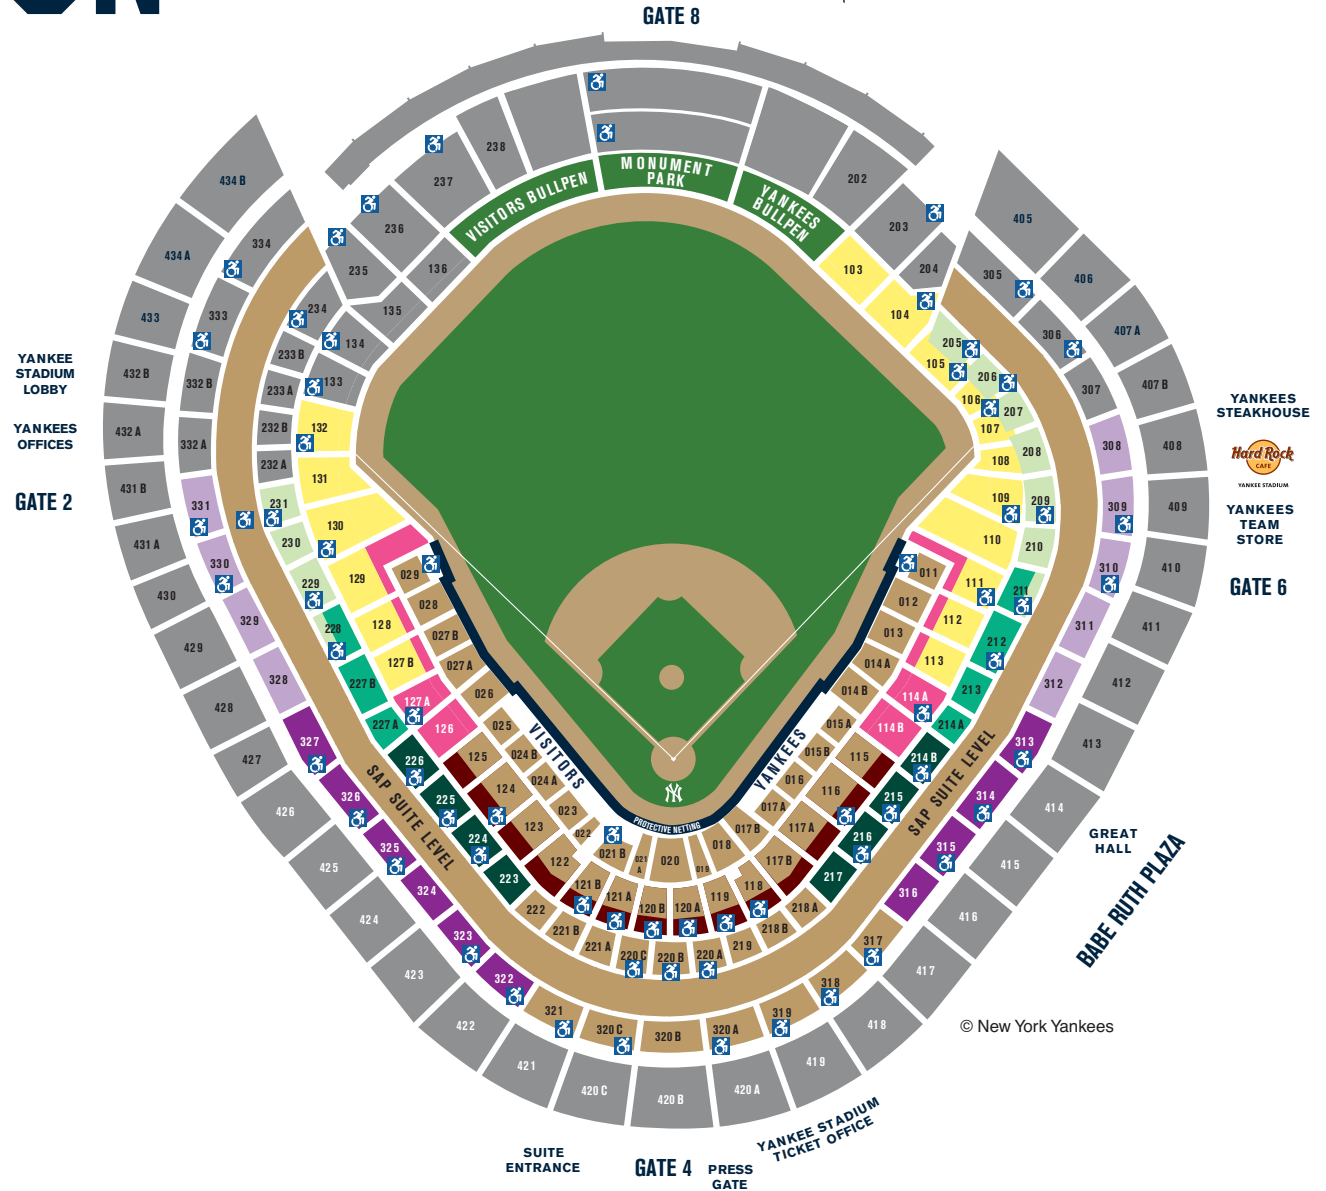 GATE 8
238
237
236
235
234
136
135
134
133
VISITORS BULLPEN
MONUMENT
PARK
YANKEES
BULLPEN
202
203
204
103
104
105
106
107
108
109
110
111
112
113
114 A
114 B
115
116
117 A
117 B
118
119
120 A
120 B
121 A
121 B
122
123
124
125
126
127 A
127 B
128
129
130
131
132
205
206
207
208
209
210
211
212
213
214 A
214 B
215
216
217
218 A
218 B
219
220 A
220 B
220 C
221 A
221 B
222
223
224
225
226
227 A
227 B
228
229
230
231
232 A
232 B
233 A
233 B
011
012
013
014 A
014 B
015 A
015 B
016
017 A
017 B
018
019
020
021
A
021 B
022
023
024 A
024 B
025
026
027 A
027 B
028
029
VISITORS
YANKEES
NY
PROTECTIVE NETTING
SAP SUITE LEVEL
SAP SUITE LEVEL
305
306
307
308
309
310
311
312
313
314
315
316
317
318
319
320 A
320 B
320 C
321
322
323
324
325
326
327
328
329
330
331
332 A
332 B
333
334
405
406
407 A
407 B
408
409
410
411
412
413
414
415
416
417
418
419
420 A
420 B
420 C
421
422
423
424
425
426
427
428
429
430
431 A
431 B
432 A
432 B
433
434 A
434 B
YANKEE
STADIUM
LOBBY
YANKEES
OFFICES
GATE 2
YANKEES
STEAKHOUSE
Hard Rock
CAFE
YANKEE STADIUM
YANKEES
TEAM
STORE
GATE 6
GREAT
HALL
BABE RUTH PLAZA
© New York Yankees
YANKEE STADIUM
TICKET OFFICE
SUITE
ENTRANCE
GATE 4
PRESS
GATE